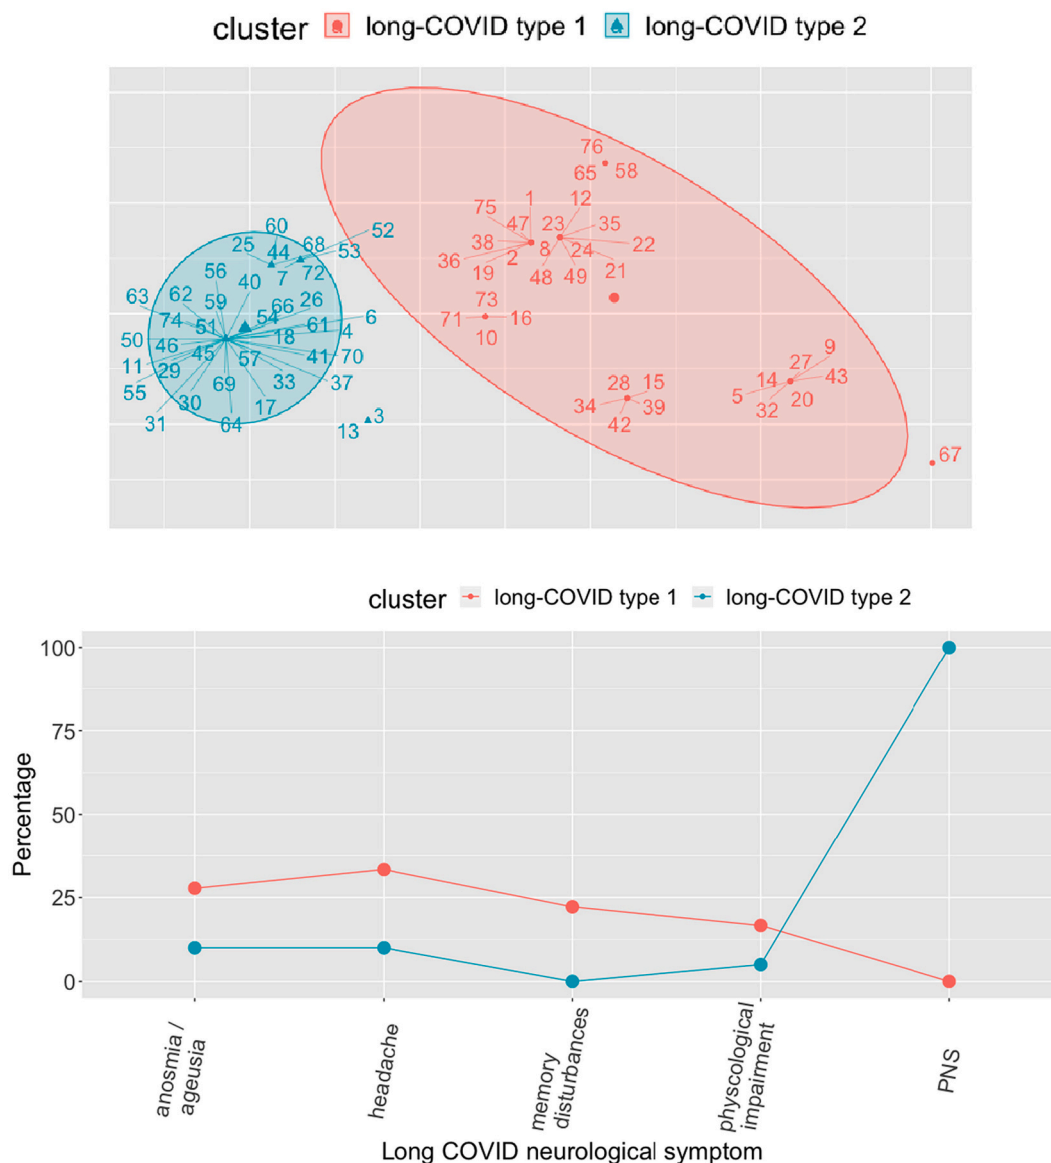 cluster long-COVID type 1 long-COVID type 2
76
65 58
1 12
75 47 23 35
38 8 24 22
36 2
19 48 49 21
73
71 16
10
28 15
34 39
42
9
27
14 43
5 20
32
67
60 52
25 44 68 53
56 7 72
40
63 62 59 66 26
74 51 54 61 6
50 46 18 4
45 57 41 70
11 29
55 69 33 37
30 17
31 64
3
13
cluster long-COVID type 1 long-COVID type 2
100
75
50
25
0
Percentage
anosmia /
ageusia
headache
memory
disturbances
physcological
impairment
PNS
Long COVID neurological symptom